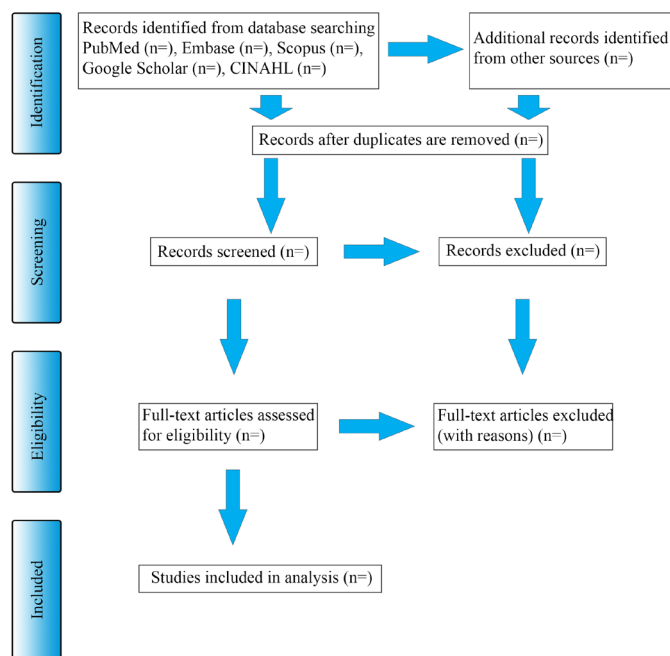 Identification
Records identified from database searching
PubMed (n=), Embase (n=), Scopus (n=),
Google Scholar (n=), CINAHL (n=)
Additional records identified
from other sources (n=)
Records after duplicates are removed (n=)
Screening
Records screened (n=)
Records excluded (n=)
Eligibility
Full-text articles assessed
for eligibility (n=)
Full-text articles excluded
(with reasons) (n=)
Included
Studies included in analysis (n=)